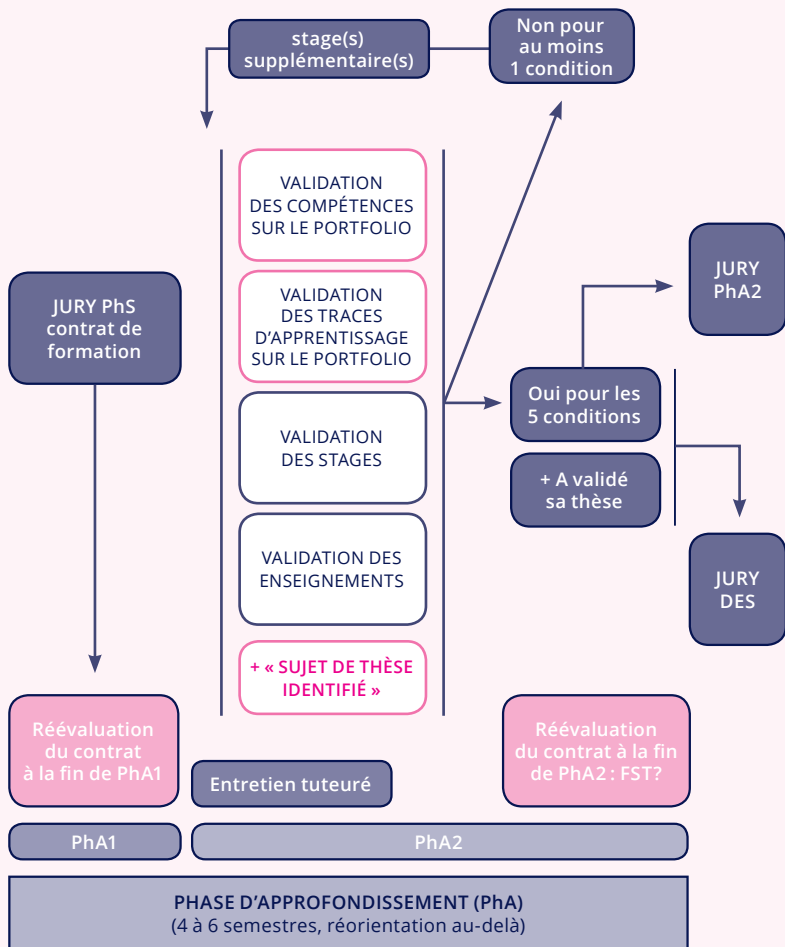 stage(s)
supplémentaire(s)
Non pour
au moins
1 condition
VALIDATION
DES COMPÉTENCES
SUR LE PORTFOLIO
JURY PhS
contrat de
formation
VALIDATION
DES TRACES
D'APPRENTISSAGE
SUR LE PORTFOLIO
JURY
PhA2
VALIDATION
DES STAGES
Oui pour les
5 conditions
+ A validé
sa thèse
VALIDATION DES
ENSEIGNEMENTS
JURY
DES
+ « SUJET DE THÈSE
IDENTIFIÉ »
Réévaluation
du contrat
à la fin de PhA1
Réévaluation
du contrat à la fin
de PhA2 : FST?
Entretien tuteuré
PhA1
PhA2
PHASE D'APPROFONDISSEMENT (PhA)
(4 à 6 semestres, réorientation au-delà)